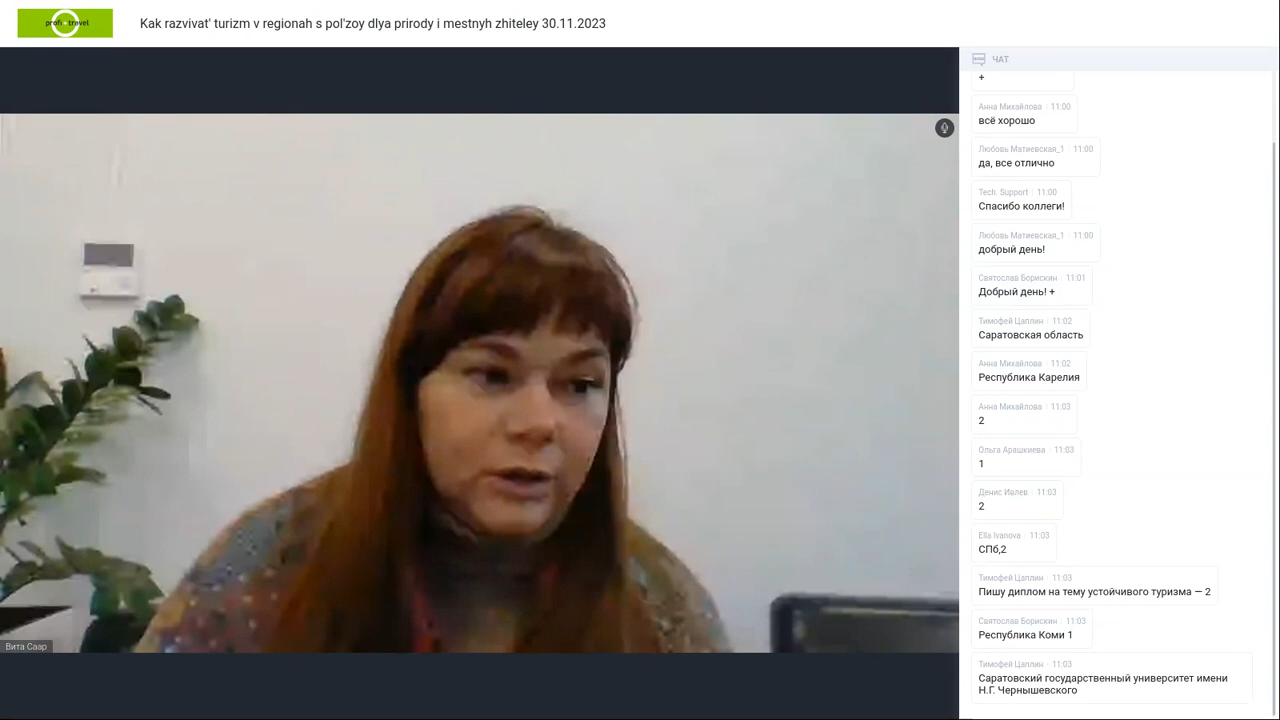 profi travel
Kak razvivat' turizm v regionah s pol'zoy dlya prirody i mestnyh zhiteley 30.11.2023
ЧАТ
+
Анна Михайлова 11:00
всё хорошо
Любовь Матиевская_1 11:00
да, все отлично
Tech. Support 11:00
Спасибо коллеги!
Любовь Матиевская_1 11:00
добрый день!
Святослав Борискин 11:01
Добрый день! +
Тимофей Цаплин 11:02
Саратовская область
Анна Михайлова 11:02
Республика Карелия
Анна Михайлова 11:03
2
Ольга Арашкиева 11:03
1
Денис Ивлев 11:03
2
Ella Ivanova 11:03
СПб,2
Тимофей Цаплин 11:03
Пишу диплом на тему устойчивого туризма — 2
Святослав Борискин 11:03
Республика Коми 1
Тимофей Цаплин 11:03
Саратовский государственный университет имени
Н.Г. Чернышевского
Вита Саар